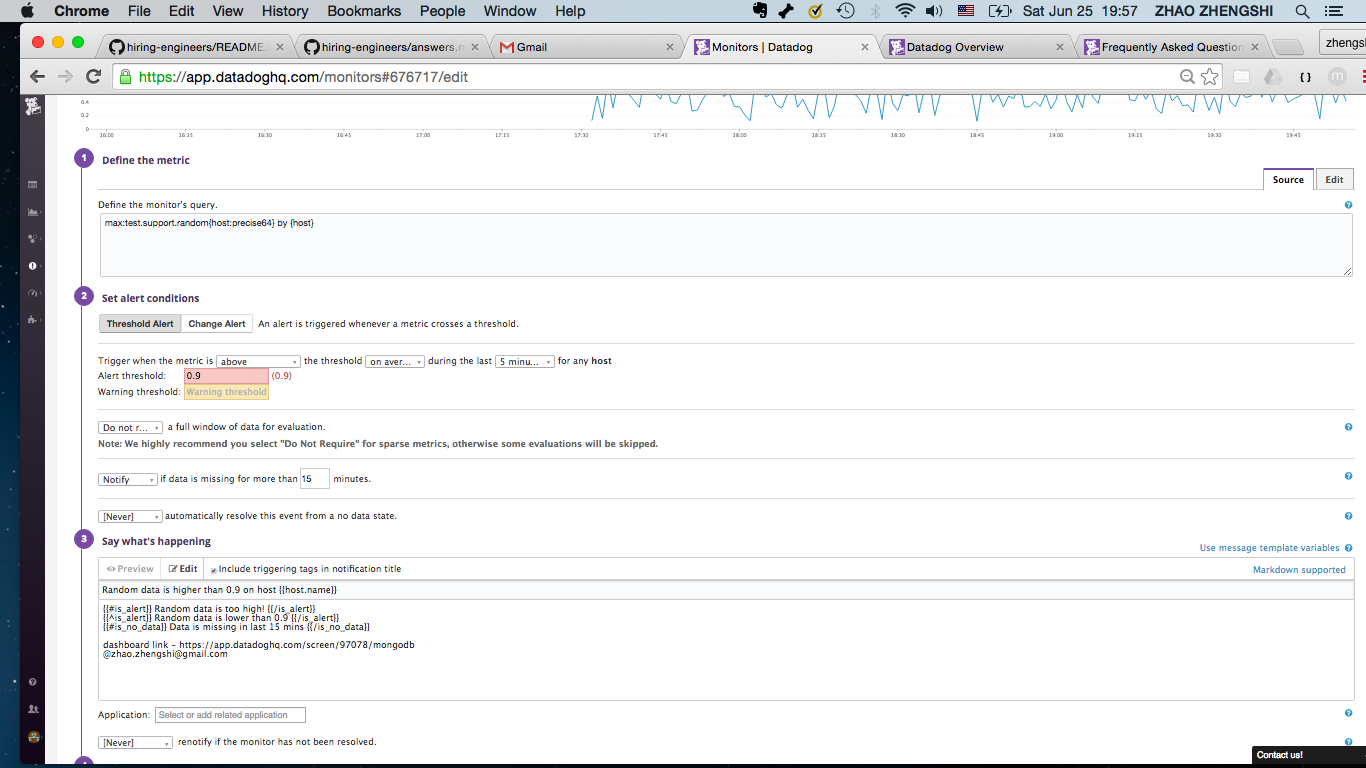 Chrome File Edit View History Bookmarks People Window Help Sat Jun 25 19:57 ZHAO ZHENGSHI
hiring-engineers/README. hiring-engineers/answers.r Gmail Monitors | Datadog Datadog Overview Frequently Asked Question zhengsh
https://app.datadoghq.com/monitors#676717/edit
0.4
0.2
0
16:00 16:15 16:30 16:45 17:00 17:15 17:30 17:45 18:00 18:15 18:30 18:45 19:00 19:15 19:30 19:45
1 Define the metric
Source Edit
Define the monitor's query.
max:test.support.random{host:precise64} by {host}
2 Set alert conditions
Threshold Alert Change Alert An alert is triggered whenever a metric crosses a threshold.
Trigger when the metric is above the threshold on aver... during the last 5 minu... for any host
Alert threshold: 0.9 (0.9)
Warning threshold: Warning threshold
Do not r... a full window of data for evaluation.
Note: We highly recommend you select "Do Not Require" for sparse metrics, otherwise some evaluations will be skipped.
Notify if data is missing for more than 15 minutes.
[Never] automatically resolve this event from a no data state.
3 Say what's happening
Use message template variables
Preview Edit Include triggering tags in notification title
Markdown supported
Random data is higher than 0.9 on host {{host.name}}
{{#is_alert}} Random data is too high! {{/is_alert}}
{{^is_alert}} Random data is lower than 0.9 {{/is_alert}}
{{#is_no_data}} Data is missing in last 15 mins {{/is_no_data}}
dashboard link - https://app.datadoghq.com/screen/97078/mongodb
@zhao.zhengshi@gmail.com
Application: Select or add related application
[Never] renotify if the monitor has not been resolved.
Contact us!